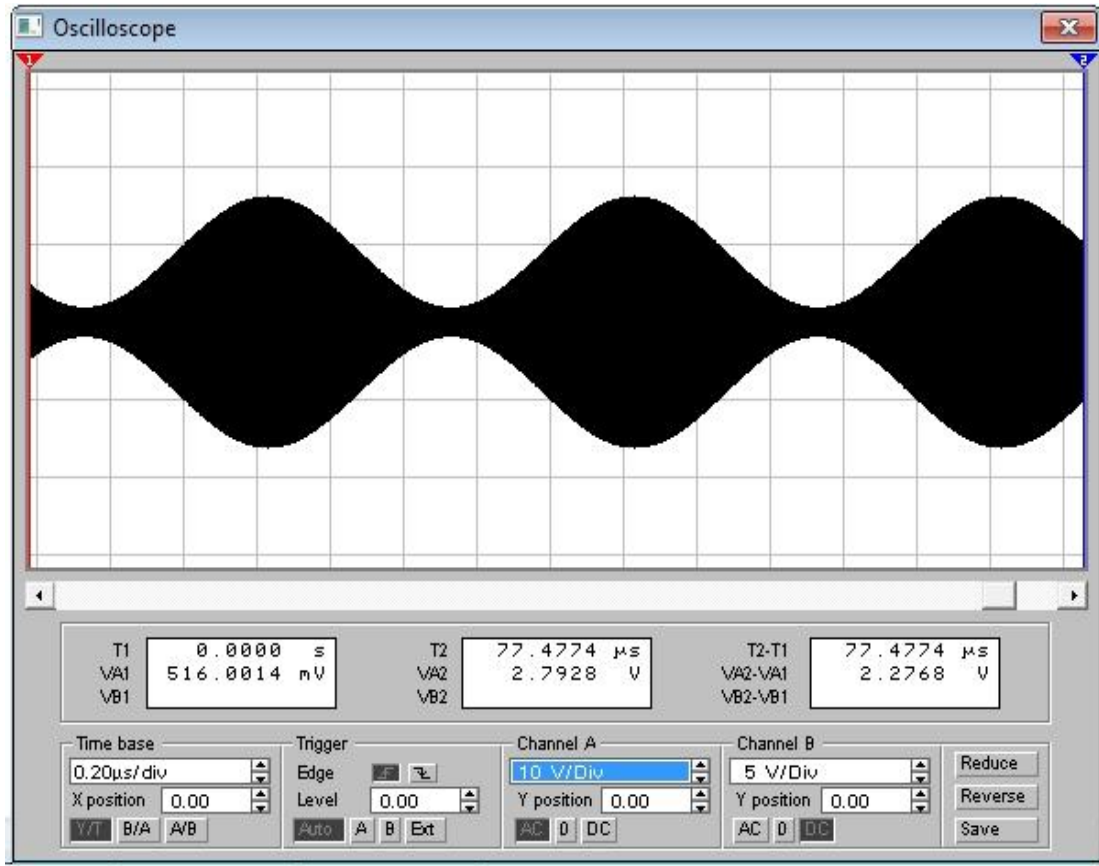 Oscilloscope
1 2
T1 0.0000 s T2 77.4774 µs T2-T1 77.4774 µs
VA1 516.0014 mV VA2 2.7928 V VA2-VA1 2.2768 V
VB1 VB2 VB2-VB1
Time base Trigger Channel A Channel B
0.20µs/div Edge 10 V/Div 5 V/Div Reduce
X position 0.00 Level 0.00 Y position 0.00 Y position 0.00 Reverse
Y/T B/A A/B Auto A B Ext AC 0 DC AC 0 DC Save